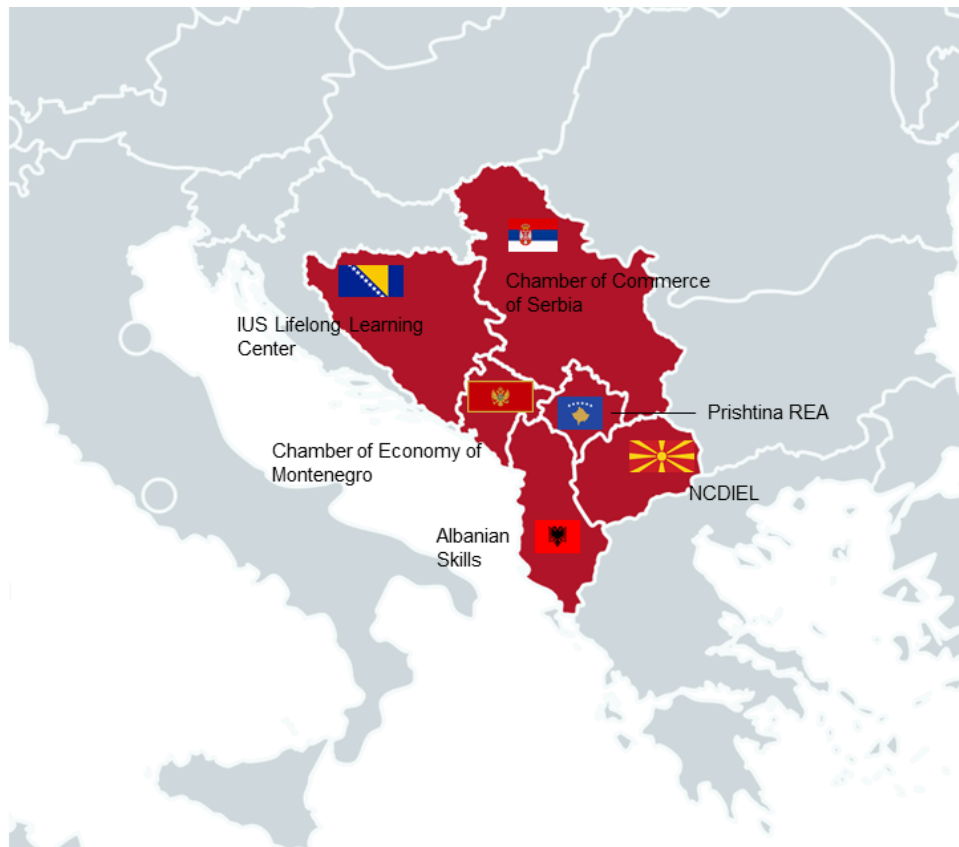 Chamber of Commerce
of Serbia
IUS Lifelong Learning
Center
Prishtina REA
Chamber of Economy of
Montenegro
NCDIEL
Albanian
Skills